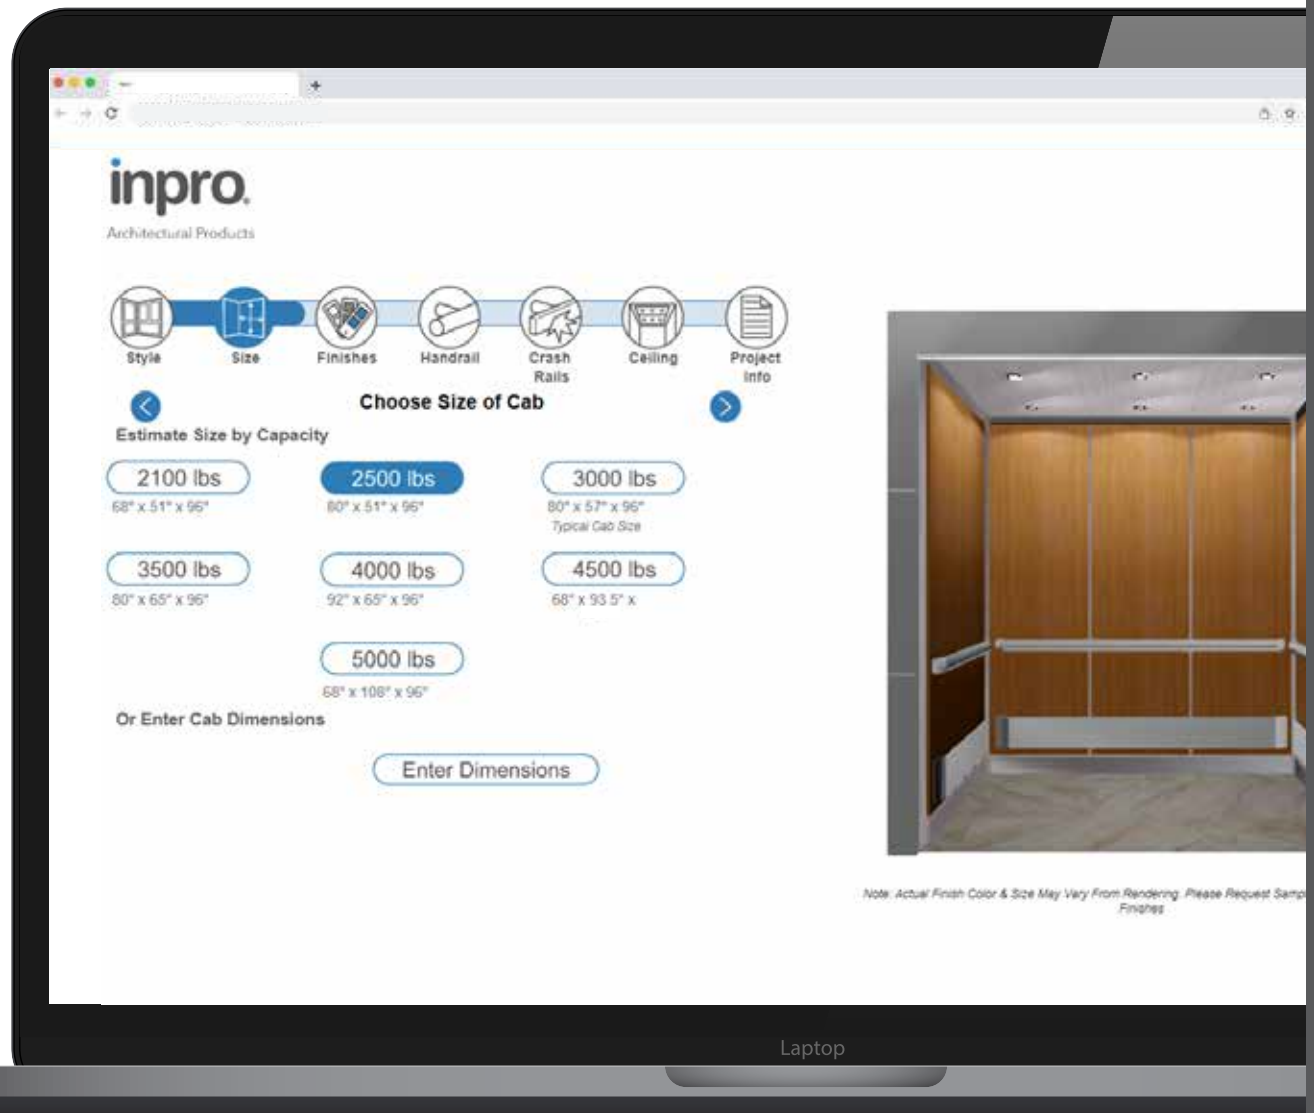 inpro.
Architectural Products
Style Size Finishes Handrail Crash Rails Ceiling Project Info
Choose Size of Cab
Estimate Size by Capacity
2100 lbs 2500 lbs 3000 lbs
68" x 51" x 96" 80" x 51" x 96" 80" x 57" x 96"
Typical Cab Size
3500 lbs 4000 lbs 4500 lbs
80" x 65" x 96" 92" x 65" x 96" 68" x 93.5" x
5000 lbs
68" x 108" x 96"
Or Enter Cab Dimensions
Enter Dimensions
Note: Actual Finish Color & Size May Vary From Rendering. Please Request
Finishes
Laptop